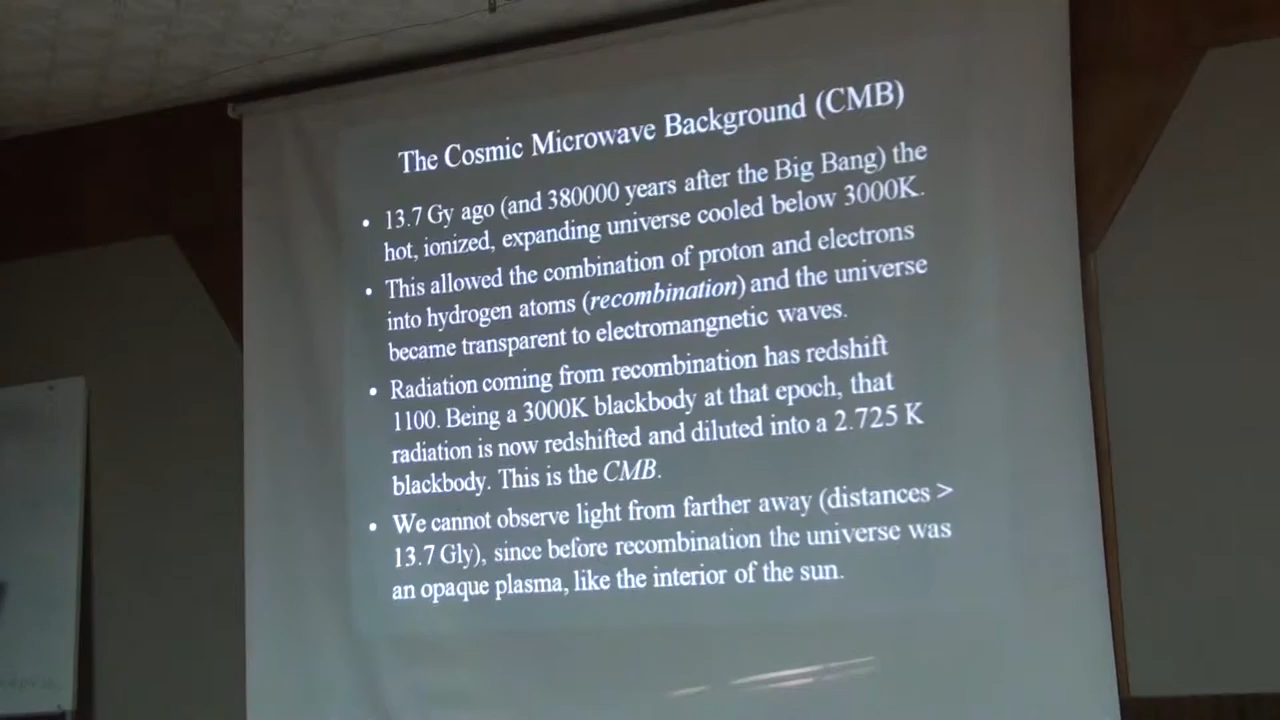 The Cosmic Microwave Background (CMB)
• 13.7 Gy ago (and 380000 years after the Big Bang) the
hot, ionized, expanding universe cooled below 3000K.
• This allowed the combination of proton and electrons
into hydrogen atoms (recombination) and the universe
became transparent to electromangnetic waves.
• Radiation coming from recombination has redshift
1100. Being a 3000K blackbody at that epoch, that
radiation is now redshifted and diluted into a 2.725 K
blackbody. This is the CMB.
• We cannot observe light from farther away (distances >
13.7 Gly), since before recombination the universe was
an opaque plasma, like the interior of the sun.